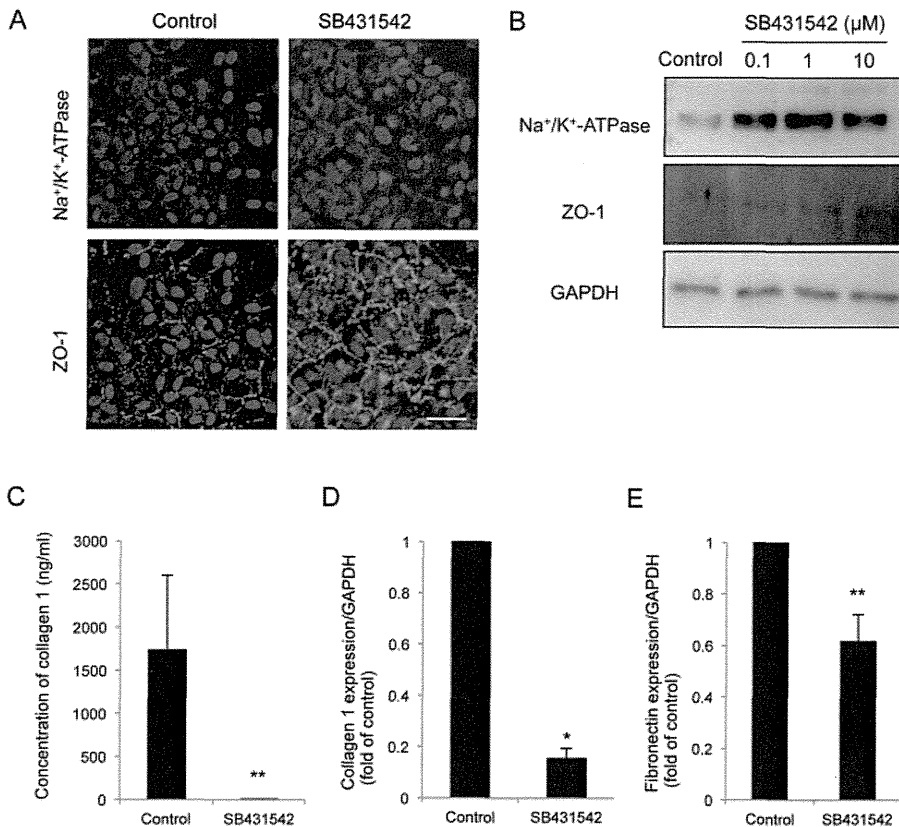 A
Control
SB431542
Na⁺/K⁺-ATPase
ZO-1
B
SB431542 (μM)
Control
0.1
1
10
Na⁺/K⁺-ATPase
ZO-1
GAPDH
C
Concentration of collagen 1 (ng/ml)
3000
2500
2000
1500
1000
500
0
**
Control
SB431542
D
Collagen 1 expression/GAPDH
(fold of control)
1
0.8
0.6
0.4
0.2
0
*
Control
SB431542
E
Fibronectin expression/GAPDH
(fold of control)
1
0.8
0.6
0.4
0.2
0
**
Control
SB431542